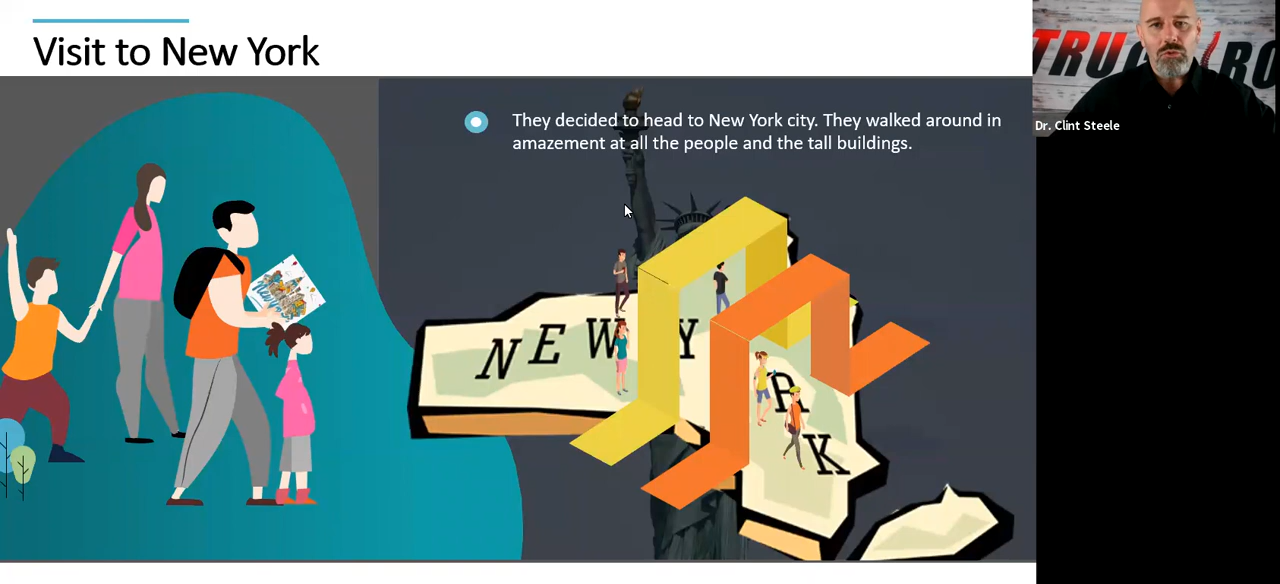 Visit to New York
They decided to head to New York city. They walked around in
amazement at all the people and the tall buildings.
NEW Y RK
Dr. Clint Steele